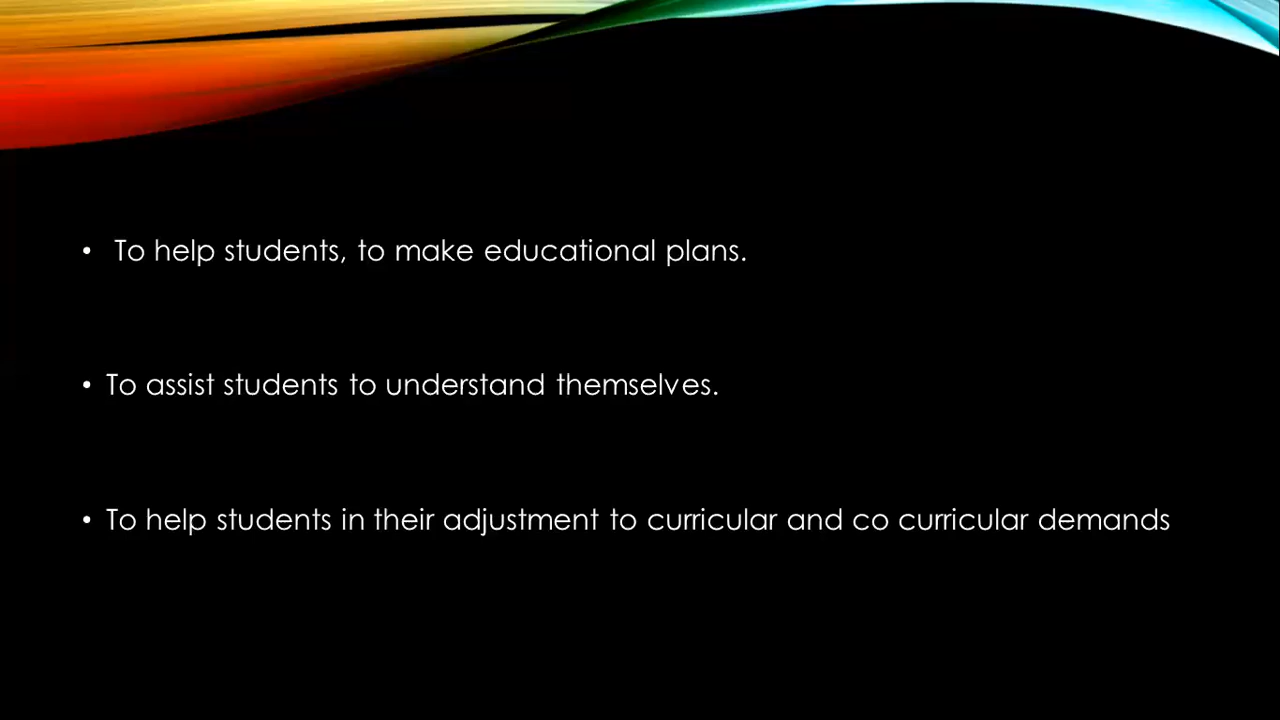 • To help students, to make educational plans.
• To assist students to understand themselves.
• To help students in their adjustment to curricular and co curricular demands